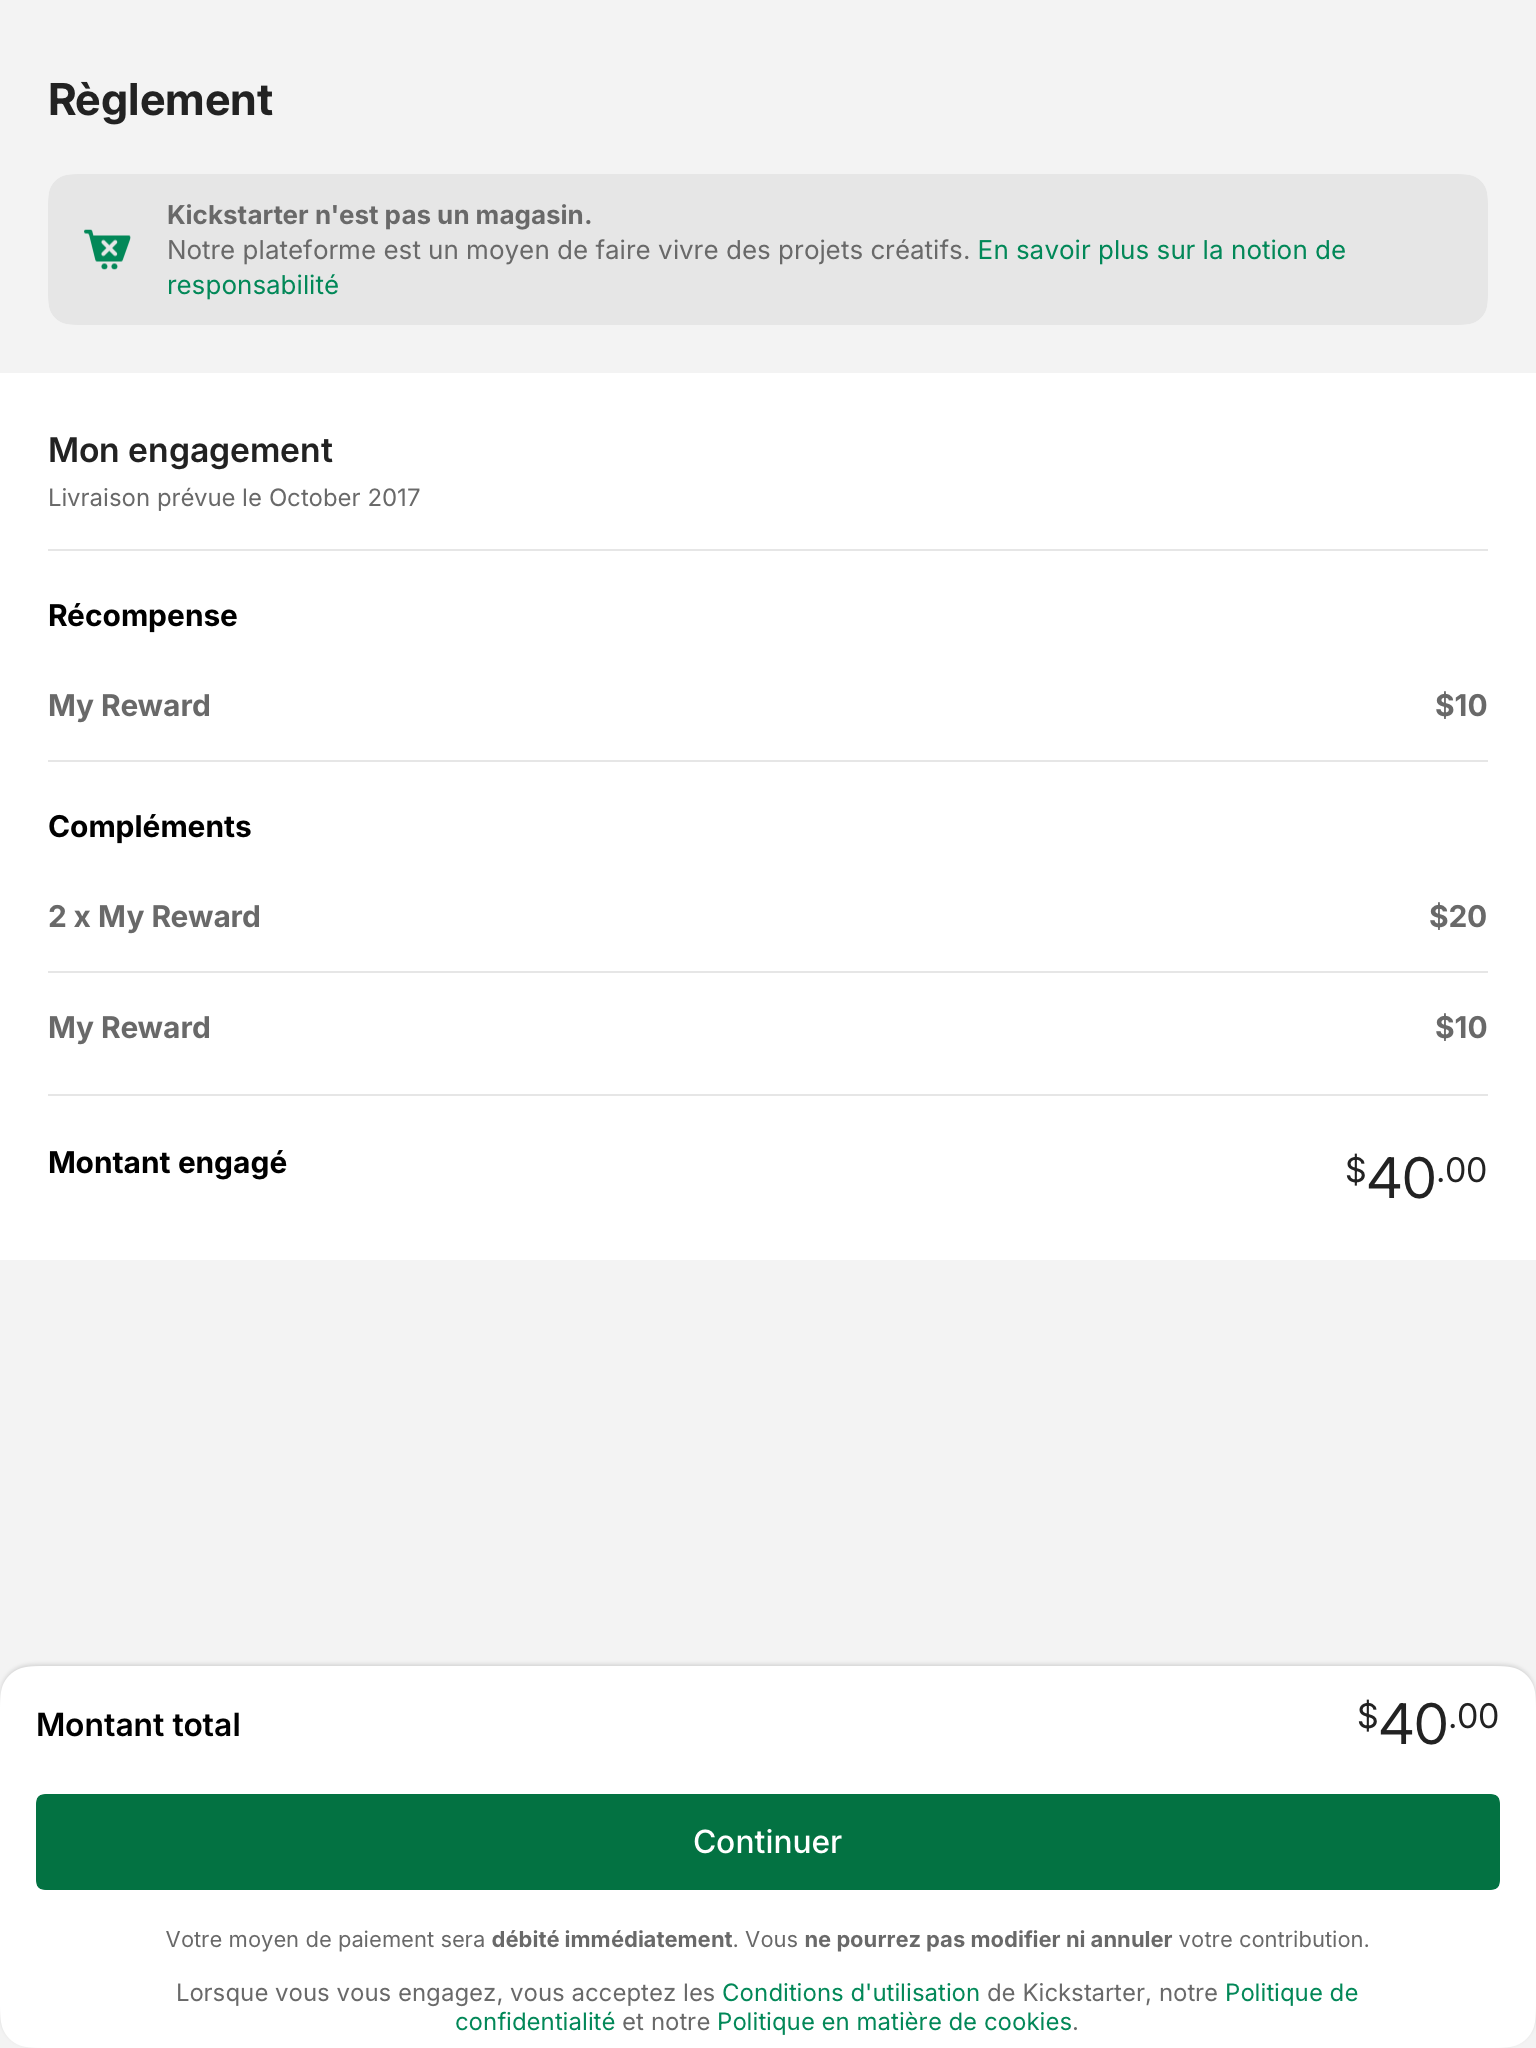 Règlement
Kickstarter n'est pas un magasin.
Notre plateforme est un moyen de faire vivre des projets créatifs. En savoir plus sur la notion de
responsabilité
Mon engagement
Livraison prévue le October 2017
Récompense
My Reward $10
Compléments
2 x My Reward $20
My Reward $10
Montant engagé $40.00
Montant total $40.00
Continuer
Votre moyen de paiement sera débité immédiatement. Vous ne pourrez pas modifier ni annuler votre contribution.
Lorsque vous vous engagez, vous acceptez les Conditions d'utilisation de Kickstarter, notre Politique de
confidentialité et notre Politique en matière de cookies.